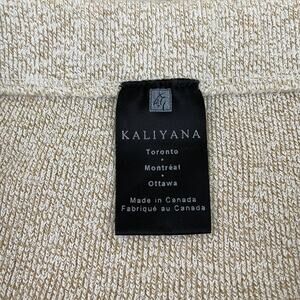 KALIYANA
Toronto
•
Montréal
•
Ottawa
Made in Canada
Fabriqué au Canada